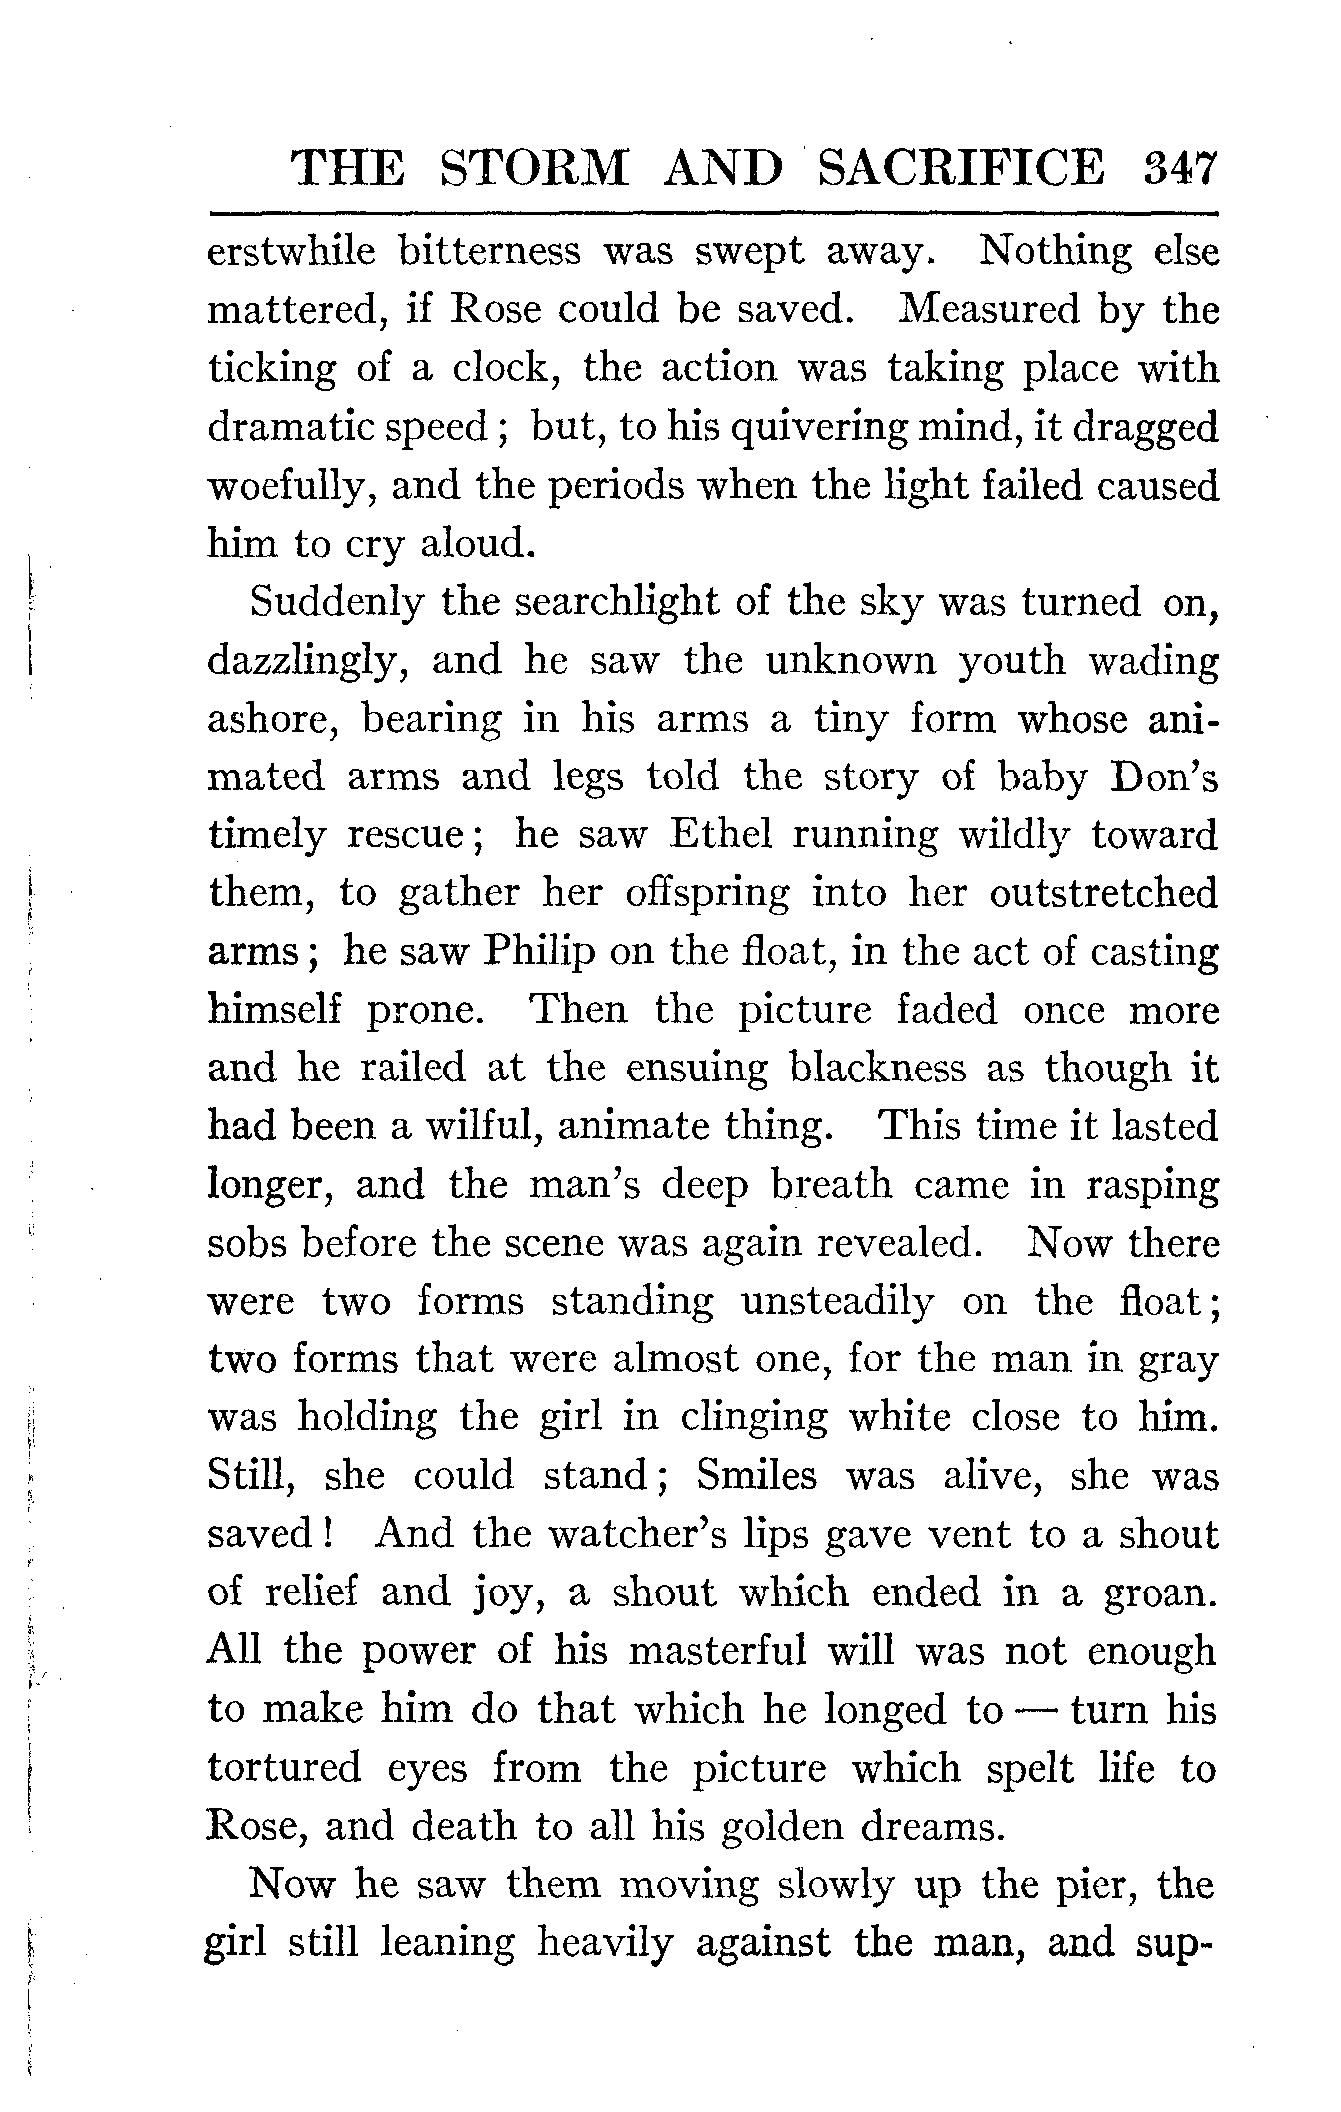 THE STORM AND SACRIFICE 347
erstwhile bitterness was swept away. Nothing else
mattered, if Rose could be saved. Measured by the
ticking of a clock, the action was taking place with
dramatic speed; but, to his quivering mind, it dragged
woefully, and the periods when the light failed caused
him to cry aloud.
Suddenly the searchlight of the sky was turned on,
dazzlingly, and he saw the unknown youth wading
ashore, bearing in his arms a tiny form whose ani-
mated arms and legs told the story of baby Don's
timely rescue; he saw Ethel running wildly toward
them, to gather her offspring into her outstretched
arms; he saw Philip on the float, in the act of casting
himself prone. Then the picture faded once more
and he railed at the ensuing blackness as though it
had been a wilful, animate thing. This time it lasted
longer, and the man's deep breath came in rasping
sobs before the scene was again revealed. Now there
were two forms standing unsteadily on the float;
two forms that were almost one, for the man in gray
was holding the girl in clinging white close to him.
Still, she could stand; Smiles was alive, she was
saved! And the watcher's lips gave vent to a shout
of relief and joy, a shout which ended in a groan.
All the power of his masterful will was not enough
to make him do that which he longed to — turn his
tortured eyes from the picture which spelt life to
Rose, and death to all his golden dreams.
Now he saw them moving slowly up the pier, the
girl still leaning heavily against the man, and sup-